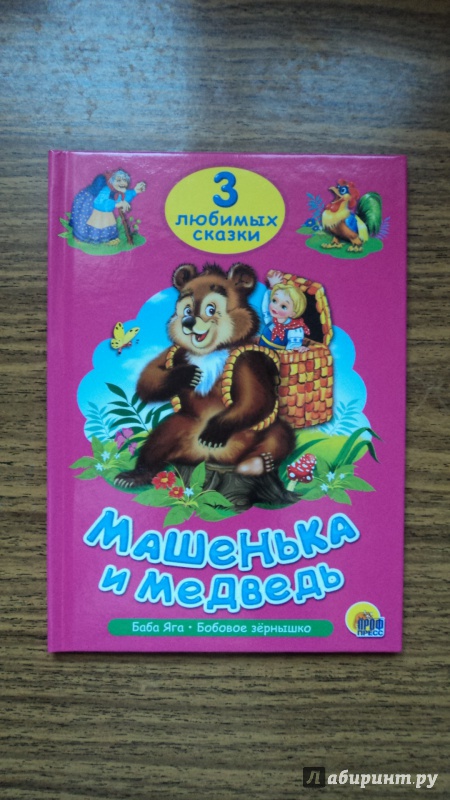 3
любимых
сказки
Машенька
и медведь
Баба Яга • Бобовое зёрнышко
ПРОФ
ПРЕСС
Лабиринт.ру